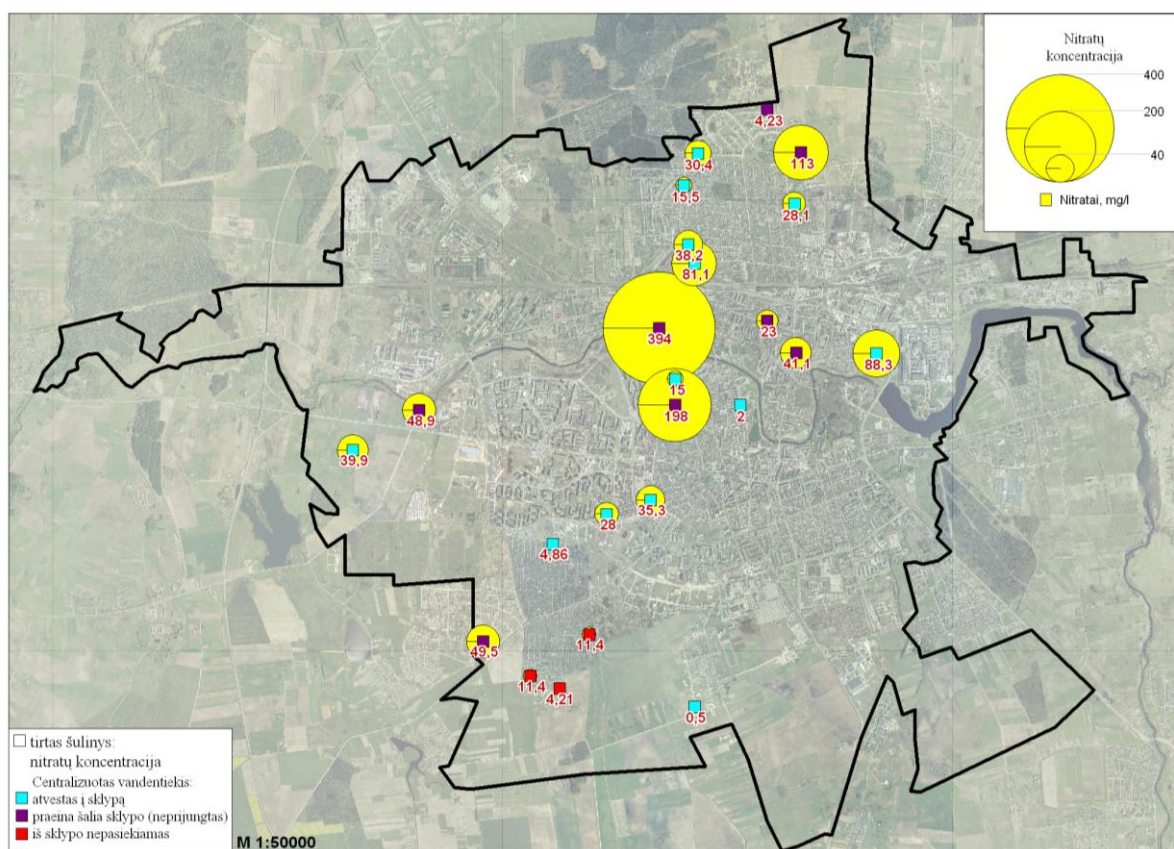 Nitratų
koncentracija
400
200
40
Nitratai, mg/l
4,23
113
30,4
15,5
28,1
38,2
81,1
394
23
41,1
88,3
15
198
2
48,9
39,9
35,3
28
4,86
11,4
49,5
11,4
4,21
0,5
tirtas šulinys:
nitratų koncentracija
Centralizuotas vandentiekis:
atvestas į sklypą
praeina šalia sklypo (neprijungtas)
iš sklypo nepasiekiamas
M 1:50000